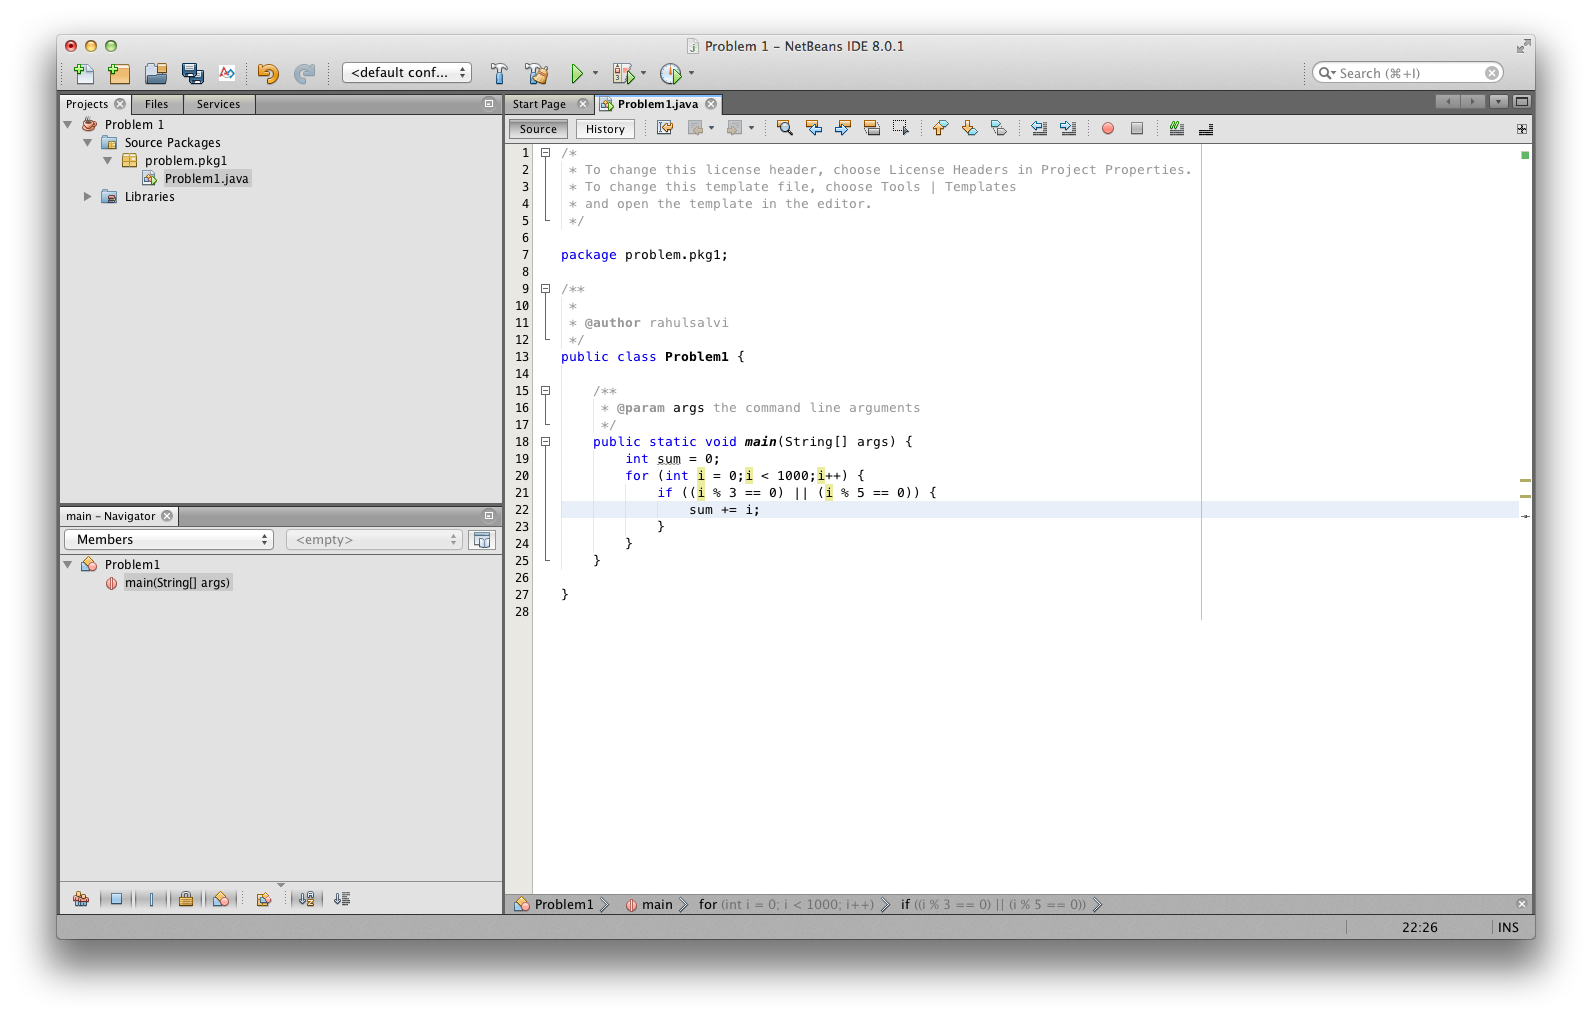 Problem 1 – NetBeans IDE 8.0.1
<default conf...
Search (⌘+I)
Projects Files Services
Problem 1
Source Packages
problem.pkg1
Problem1.java
Libraries
main – Navigator
Members <empty>
Problem1
main(String[] args)
Start Page Problem1.java
Source History
1 /*
2 * To change this license header, choose License Headers in Project Properties.
3 * To change this template file, choose Tools | Templates
4 * and open the template in the editor.
5 */
6
7 package problem.pkg1;
8
9 /**
10 *
11 * @author rahulsalvi
12 */
13 public class Problem1 {
14
15 /**
16 * @param args the command line arguments
17 */
18 public static void main(String[] args) {
19 int sum = 0;
20 for (int i = 0;i < 1000;i++) {
21 if ((i % 3 == 0) || (i % 5 == 0)) {
22 sum += i;
23 }
24 }
25 }
26
27 }
28
Problem1 main for (int i = 0; i < 1000; i++) if ((i % 3 == 0) || (i % 5 == 0))
22:26 INS